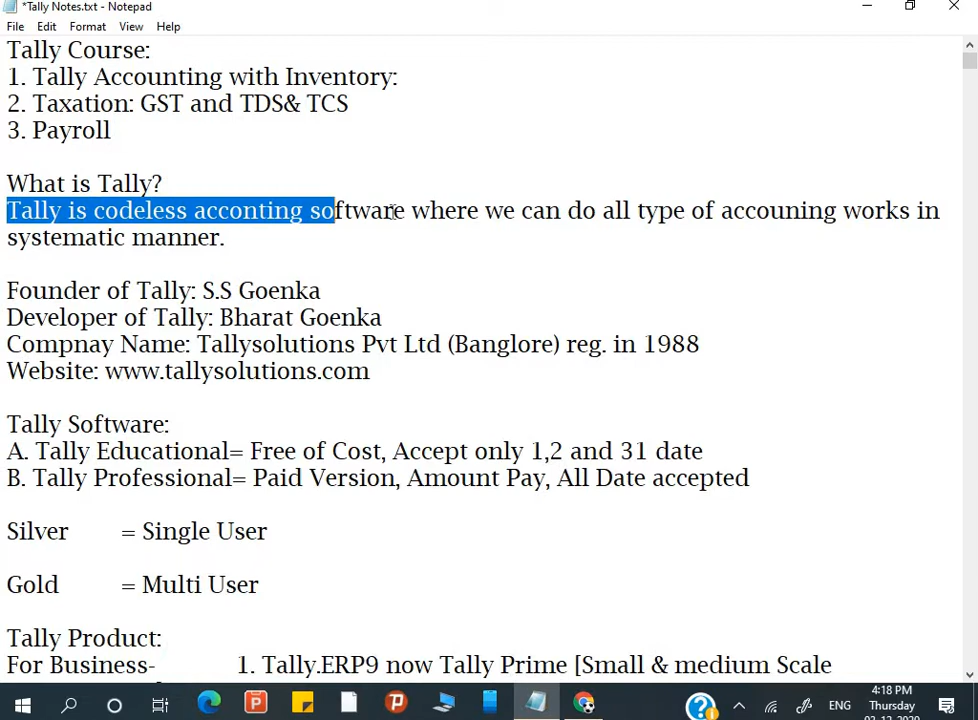 *Tally Notes.txt - Notepad
File Edit Format View Help
Tally Course:
1. Tally Accounting with Inventory:
2. Taxation: GST and TDS& TCS
3. Payroll
What is Tally?
Tally is codeless acconting software where we can do all type of accouning works in
systematic manner.
Founder of Tally: S.S Goenka
Developer of Tally: Bharat Goenka
Compnay Name: Tallysolutions Pvt Ltd (Banglore) reg. in 1988
Website: www.tallysolutions.com
Tally Software:
A. Tally Educational= Free of Cost, Accept only 1,2 and 31 date
B. Tally Professional= Paid Version, Amount Pay, All Date accepted
Silver = Single User
Gold = Multi User
Tally Product:
For Business- 1. Tally.ERP9 now Tally Prime [Small & medium Scale
4:18 PM
ENG Thursday